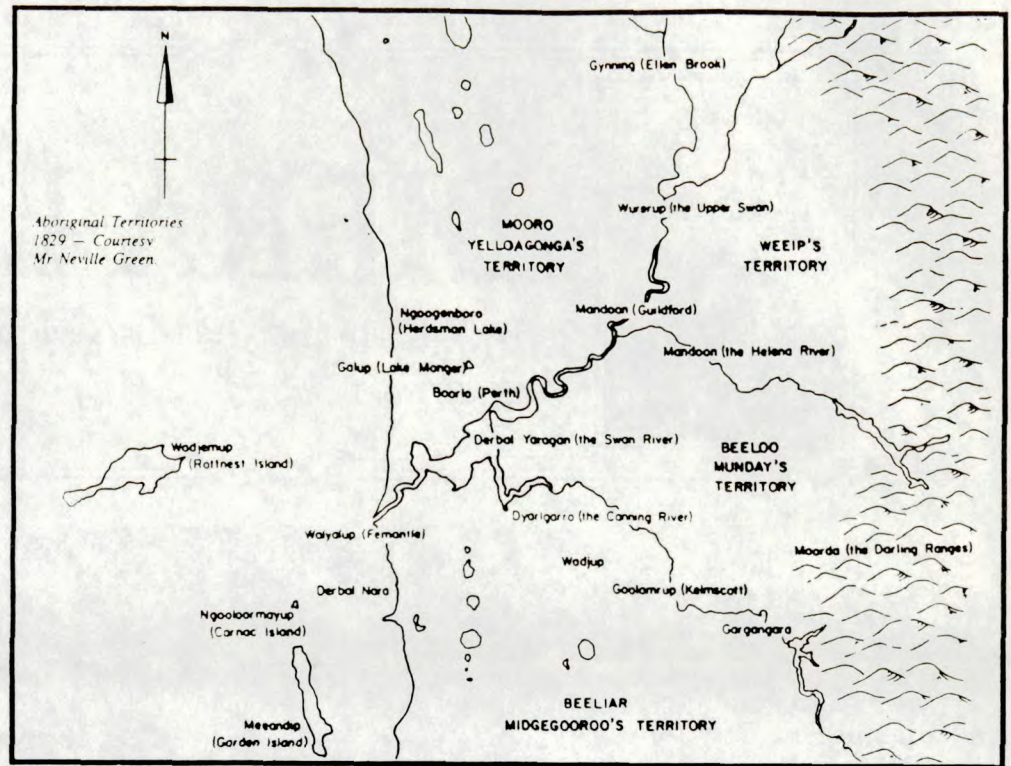 N
Gynning (Ellen Brook)
Aboriginal Territories
1829 — Courtesy
Mr Neville Green.
Wurerup (the Upper Swan)
MOORO
YELLOAGONGA'S
TERRITORY
WEEIP'S
TERRITORY
Ngoogenboro
(Herdsman Lake)
Mandoon (Guildford)
Galup (Lake Monger)
Mandoon (the Helena River)
Boorlo (Perth)
Derbal Yaragan (the Swan River)
Wadjemup
(Rottnest Island)
BEELOO
MUNDAY'S
TERRITORY
Dyarlgarro (the Canning River)
Walyalup (Femantle)
Wadjup
Moorda (the Darling Ranges)
Derbal Nara
Goolamrup (Kelmscott)
Ngooloormayup
(Carnac Island)
Gargangara
BEELIAR
MIDGEGOOROO'S TERRITORY
Meeandip
(Garden Island)